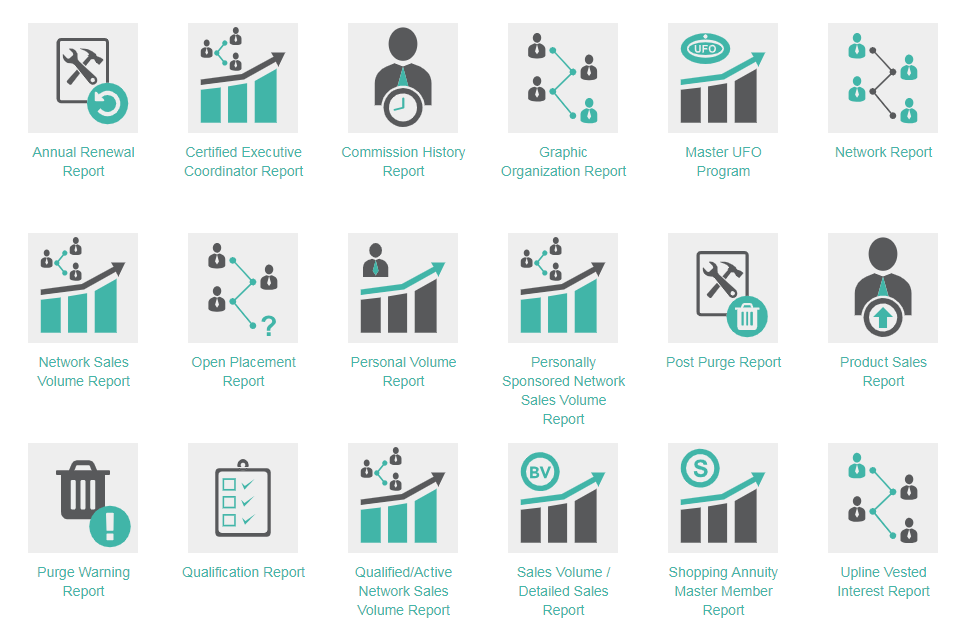 UFO
Annual Renewal
Report
Certified Executive
Coordinator Report
Commission History
Report
Graphic
Organization Report
Master UFO
Program
Network Report
?
Network Sales
Volume Report
Open Placement
Report
Personal Volume
Report
Personally
Sponsored Network
Sales Volume
Report
Post Purge Report
Product Sales
Report
!
BV
S
Purge Warning
Report
Qualification Report
Qualified/Active
Network Sales
Volume Report
Sales Volume /
Detailed Sales
Report
Shopping Annuity
Master Member
Report
Upline Vested
Interest Report